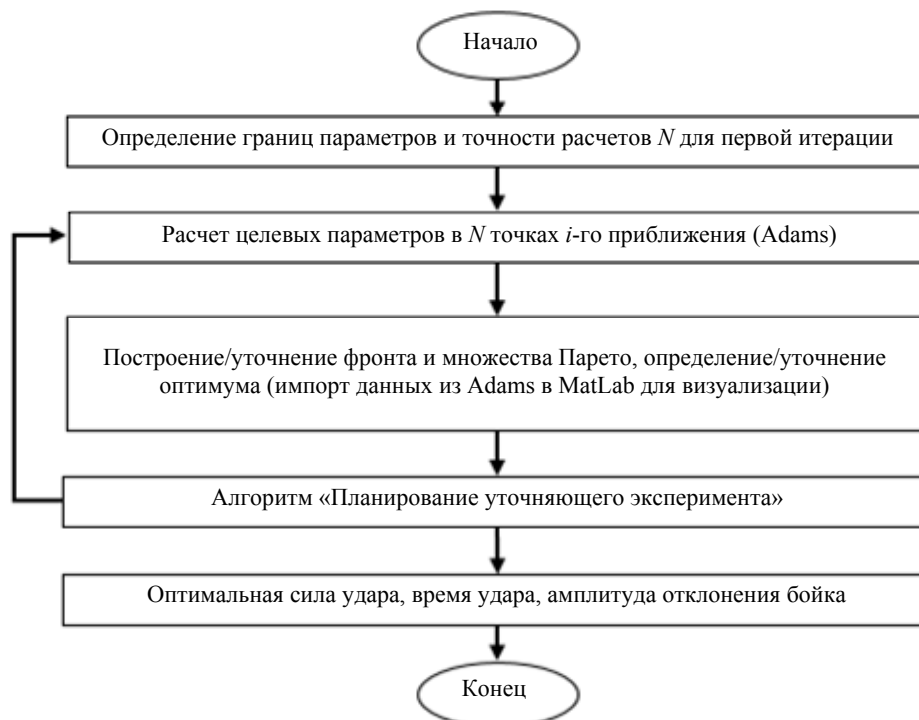 Начало
Определение границ параметров и точности расчетов N для первой итерации
Расчет целевых параметров в N точках i-го приближения (Adams)
Построение/уточнение фронта и множества Парето, определение/уточнение
оптимума (импорт данных из Adams в MatLab для визуализации)
Алгоритм «Планирование уточняющего эксперимента»
Оптимальная сила удара, время удара, амплитуда отклонения бойка
Конец